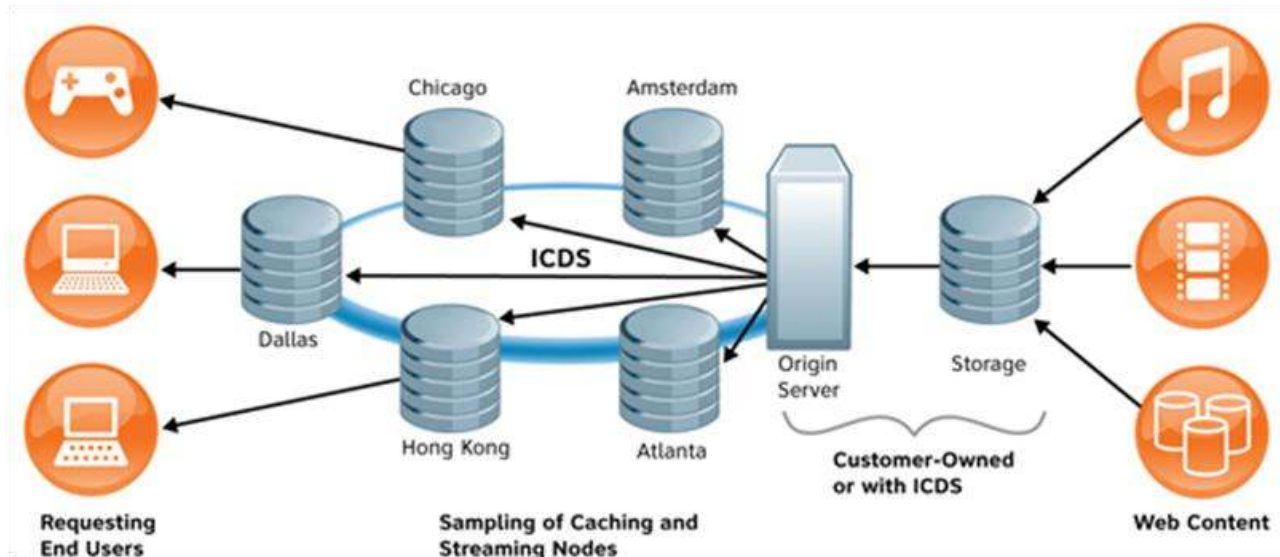 Chicago
Amsterdam
ICDS
Dallas
Hong Kong
Atlanta
Origin
Server
Storage
Customer-Owned
or with ICDS
Requesting
End Users
Sampling of Caching and
Streaming Nodes
Web Content